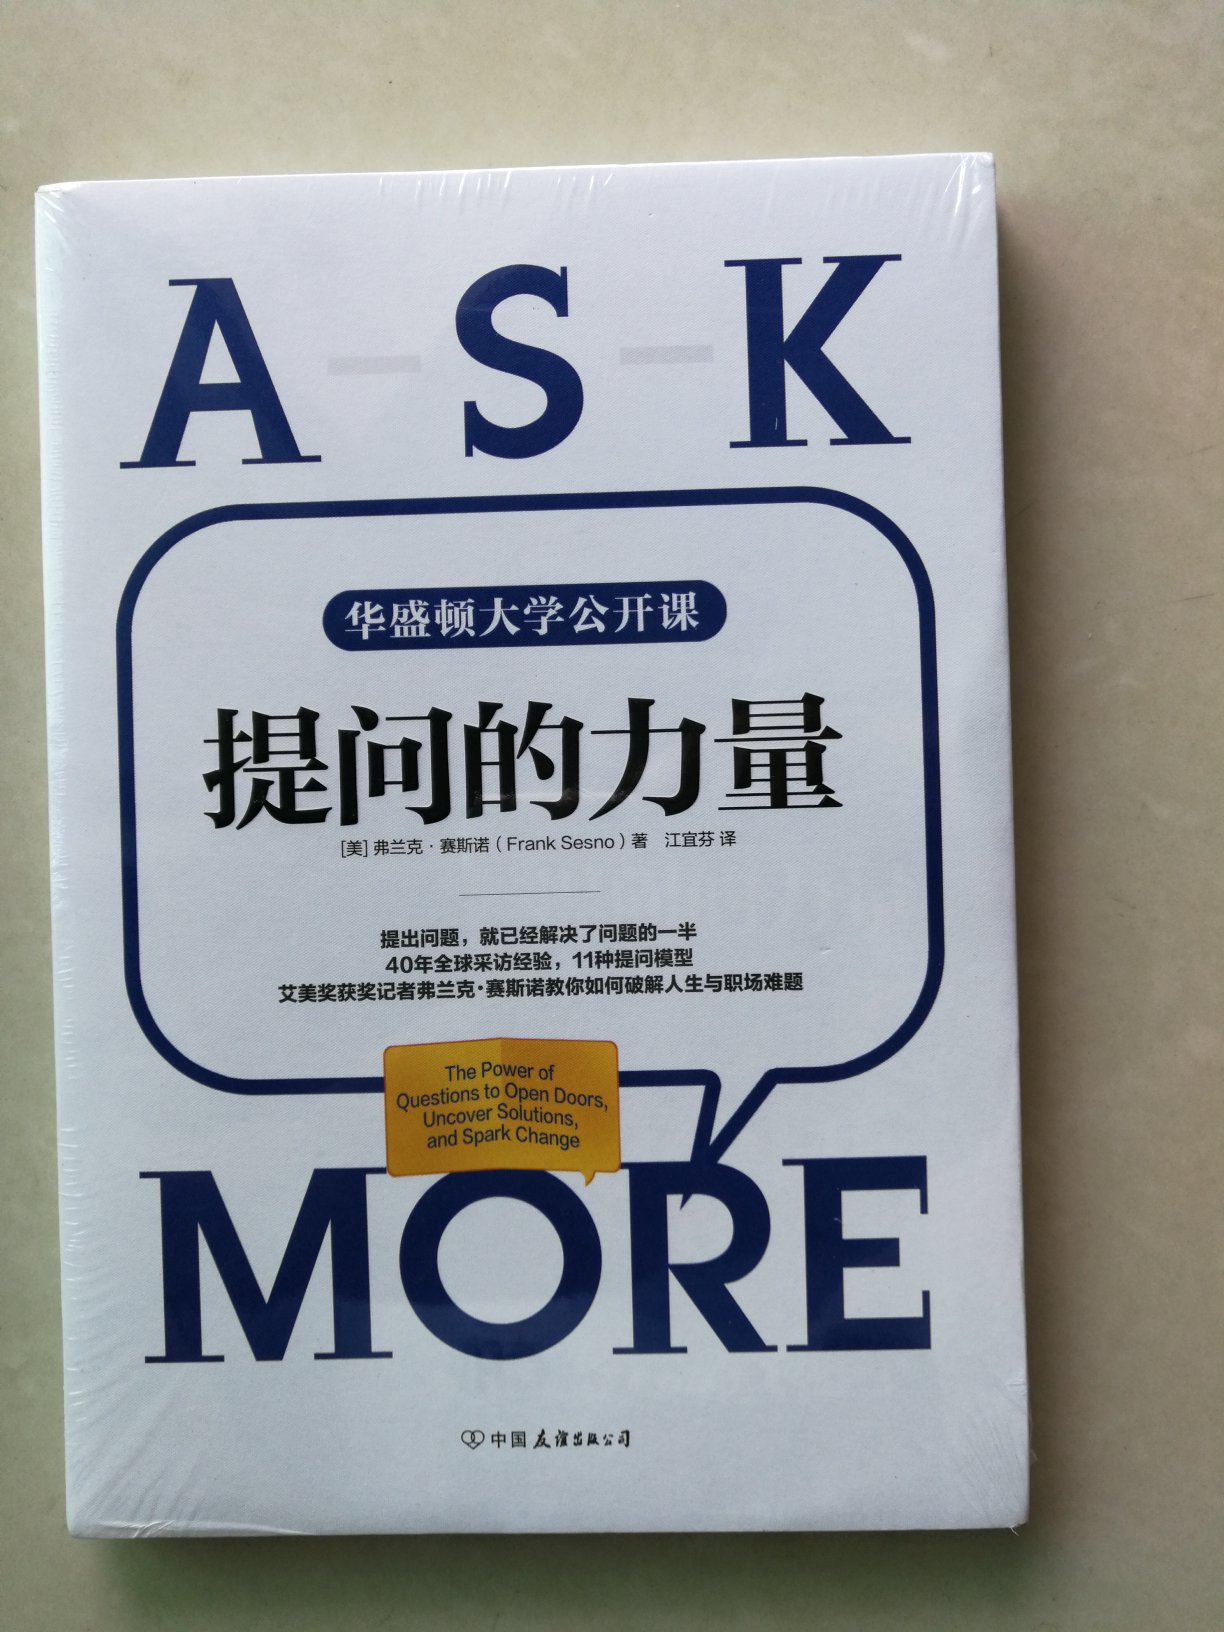 A-S-K
华盛顿大学公开课
提问的力量
[美] 弗兰克·赛斯诺（Frank Sesno）著 江宜芬 译
提出问题，就已经解决了问题的一半
40年全球采访经验，11种提问模型
艾美奖获奖记者弗兰克·赛斯诺教你如何破解人生与职场难题
The Power of
Questions to Open Doors,
Uncover Solutions,
and Spark Change
MORE
中国友谊出版公司